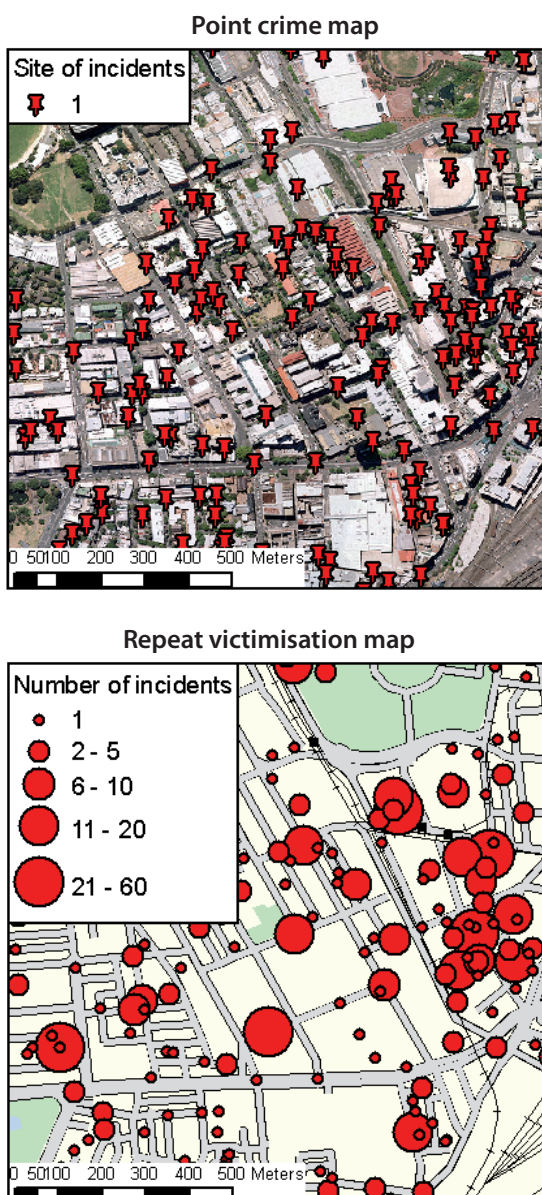 Point crime map
Site of incidents
1
0 50100 200 300 400 500 Meters
Repeat victimisation map
Number of incidents
1
2 - 5
6 - 10
11 - 20
21 - 60
0 50100 200 300 400 500 Meters